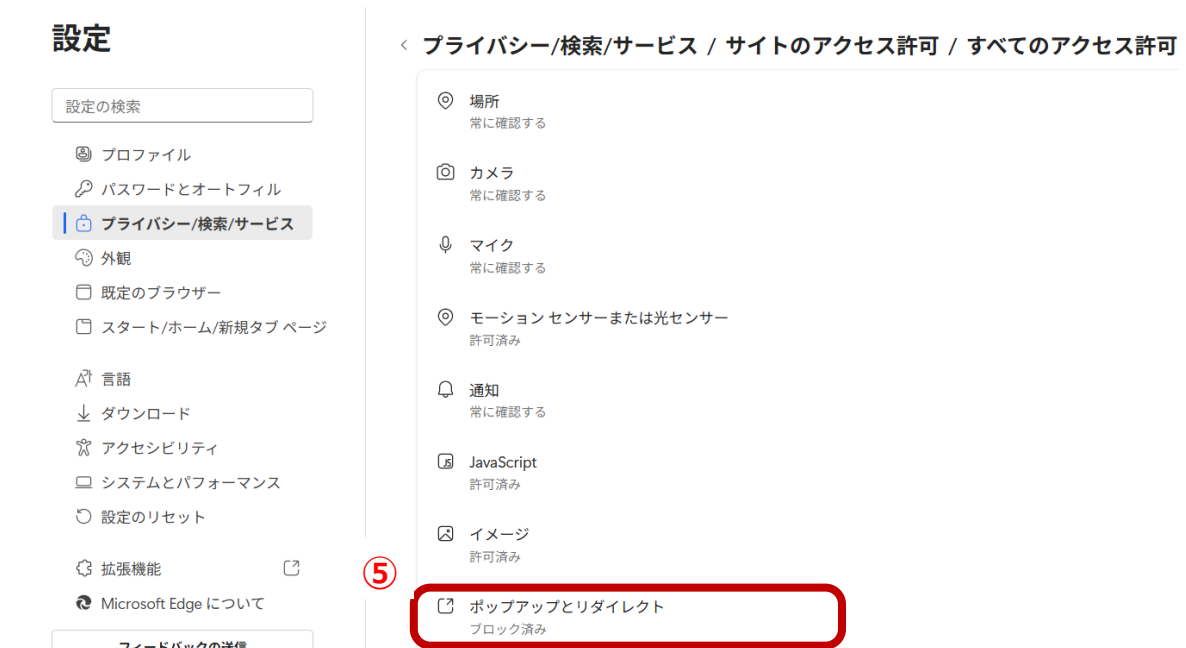 設定
設定の検索
プロファイル
パスワードとオートフィル
プライバシー/検索/サービス
外観
既定のブラウザー
スタート/ホーム/新規タブ ページ
言語
ダウンロード
アクセシビリティ
システムとパフォーマンス
設定のリセット
拡張機能
Microsoft Edge について
フィードバックの送信
プライバシー/検索/サービス / サイトのアクセス許可 / すべてのアクセス許可
場所
常に確認する
カメラ
常に確認する
マイク
常に確認する
モーション センサーまたは光センサー
許可済み
通知
常に確認する
JavaScript
許可済み
イメージ
許可済み
⑤
ポップアップとリダイレクト
ブロック済み